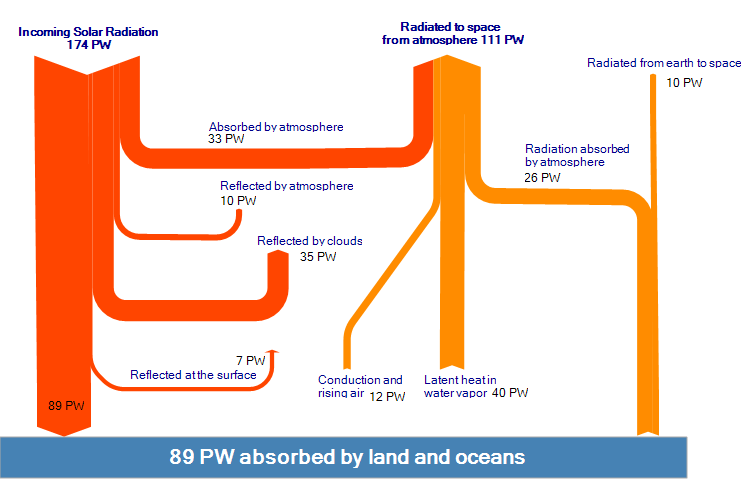 Incoming Solar Radiation
174 PW
Radiated to space
from atmosphere 111 PW
Radiated from earth to space
10 PW
Absorbed by atmosphere
33 PW
Radiation absorbed
by atmosphere
26 PW
Reflected by atmosphere
10 PW
Reflected by clouds
35 PW
7 PW
Reflected at the surface
Conduction and
rising air 12 PW
Latent heat in
water vapor 40 PW
89 PW
89 PW absorbed by land and oceans